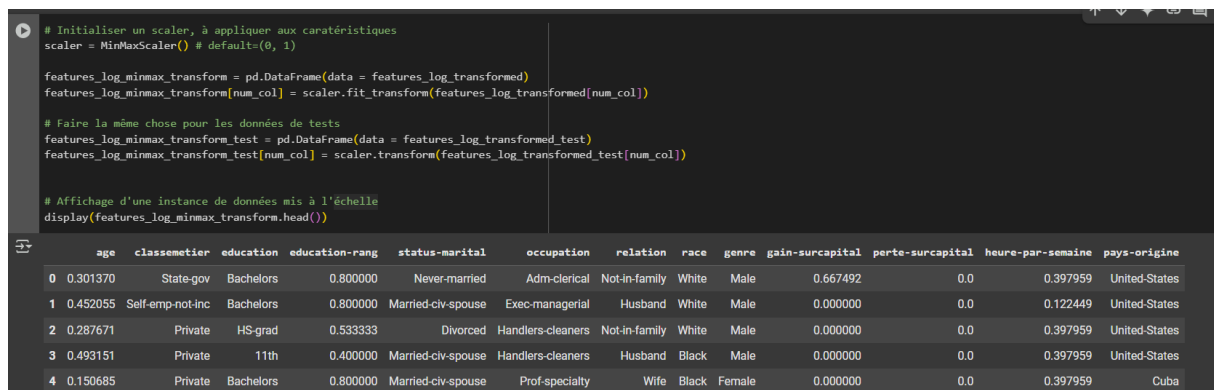 # Initialiser un scaler, à appliquer aux caratéristiques
scaler = MinMaxScaler() # default=(0, 1)
features_log_minmax_transform = pd.DataFrame(data = features_log_transformed)
features_log_minmax_transform[num_col] = scaler.fit_transform(features_log_transformed[num_col])
# Faire la même chose pour les données de tests
features_log_minmax_transform_test = pd.DataFrame(data = features_log_transformed_test)
features_log_minmax_transform_test[num_col] = scaler.transform(features_log_transformed_test[num_col])
# Affichage d'une instance de données mis à l'échelle
display(features_log_minmax_transform.head())
age classemetier education education-rang status-marital occupation relation race genre gain-surcapital perte-surcapital heure-par-semaine pays-origine
0 0.301370 State-gov Bachelors 0.800000 Never-married Adm-clerical Not-in-family White Male 0.667492 0.0 0.397959 United-States
1 0.452055 Self-emp-not-inc Bachelors 0.800000 Married-civ-spouse Exec-managerial Husband White Male 0.000000 0.0 0.122449 United-States
2 0.287671 Private HS-grad 0.533333 Divorced Handlers-cleaners Not-in-family White Male 0.000000 0.0 0.397959 United-States
3 0.493151 Private 11th 0.400000 Married-civ-spouse Handlers-cleaners Husband Black Male 0.000000 0.0 0.397959 United-States
4 0.150685 Private Bachelors 0.800000 Married-civ-spouse Prof-specialty Wife Black Female 0.000000 0.0 0.397959 Cuba